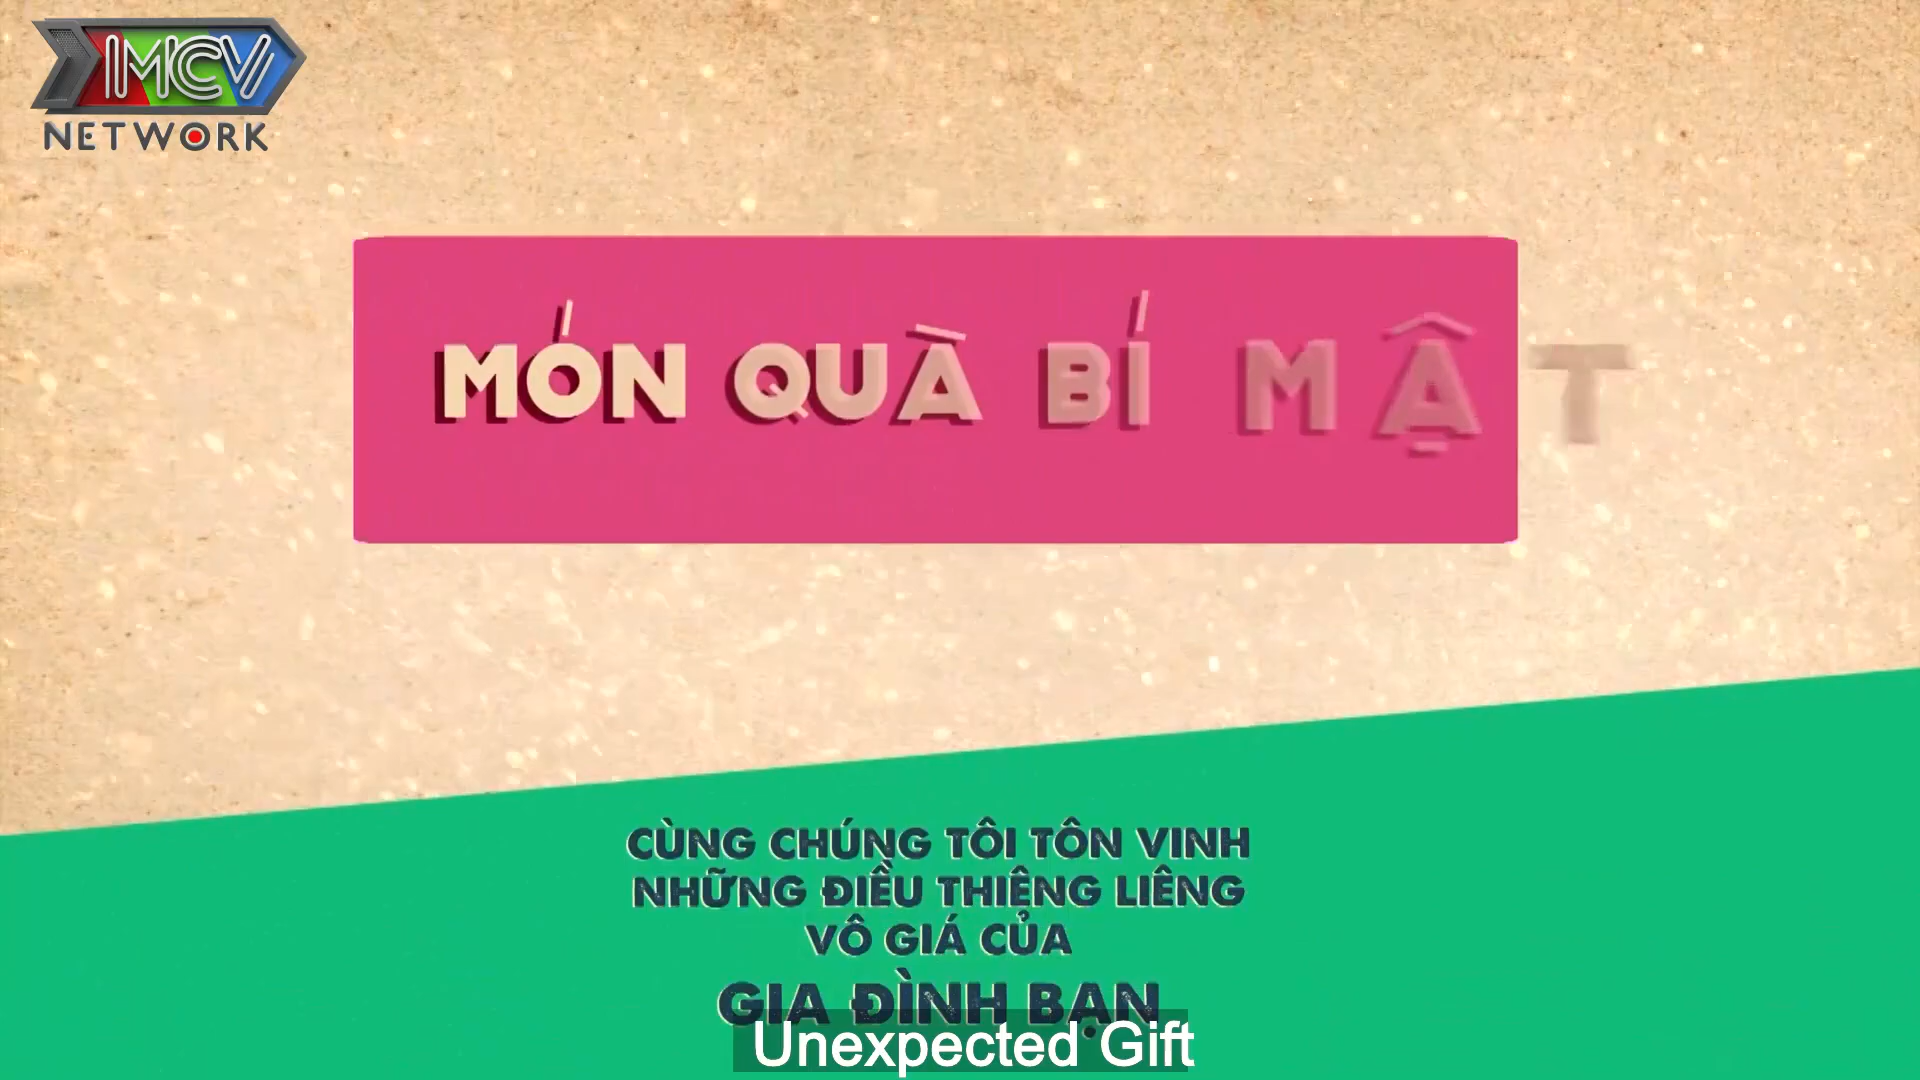 MCV
NETWORK
MÓN QUÀ BÍ MẬT
CÙNG CHÚNG TÔI TÔN VINH
NHỮNG ĐIỀU THIÊNG LIÊNG
VÔ GIÁ CỦA
GIA ĐÌNH BẠN
Unexpected Gift